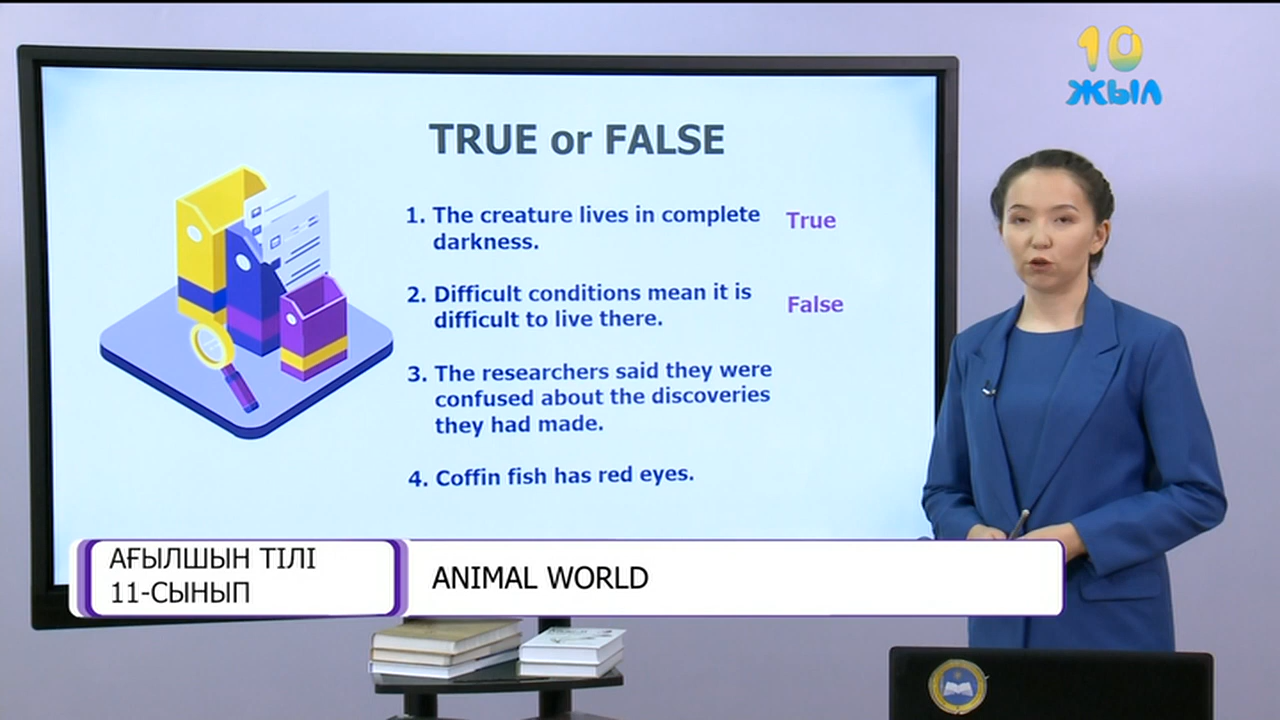 10
ЖЫЛ
TRUE or FALSE
1. The creature lives in complete True
darkness.
2. Difficult conditions mean it is False
difficult to live there.
3. The researchers said they were
confused about the discoveries
they had made.
4. Coffin fish has red eyes.
АҒЫЛШЫН ТІЛІ
11-СЫНЫП
ANIMAL WORLD